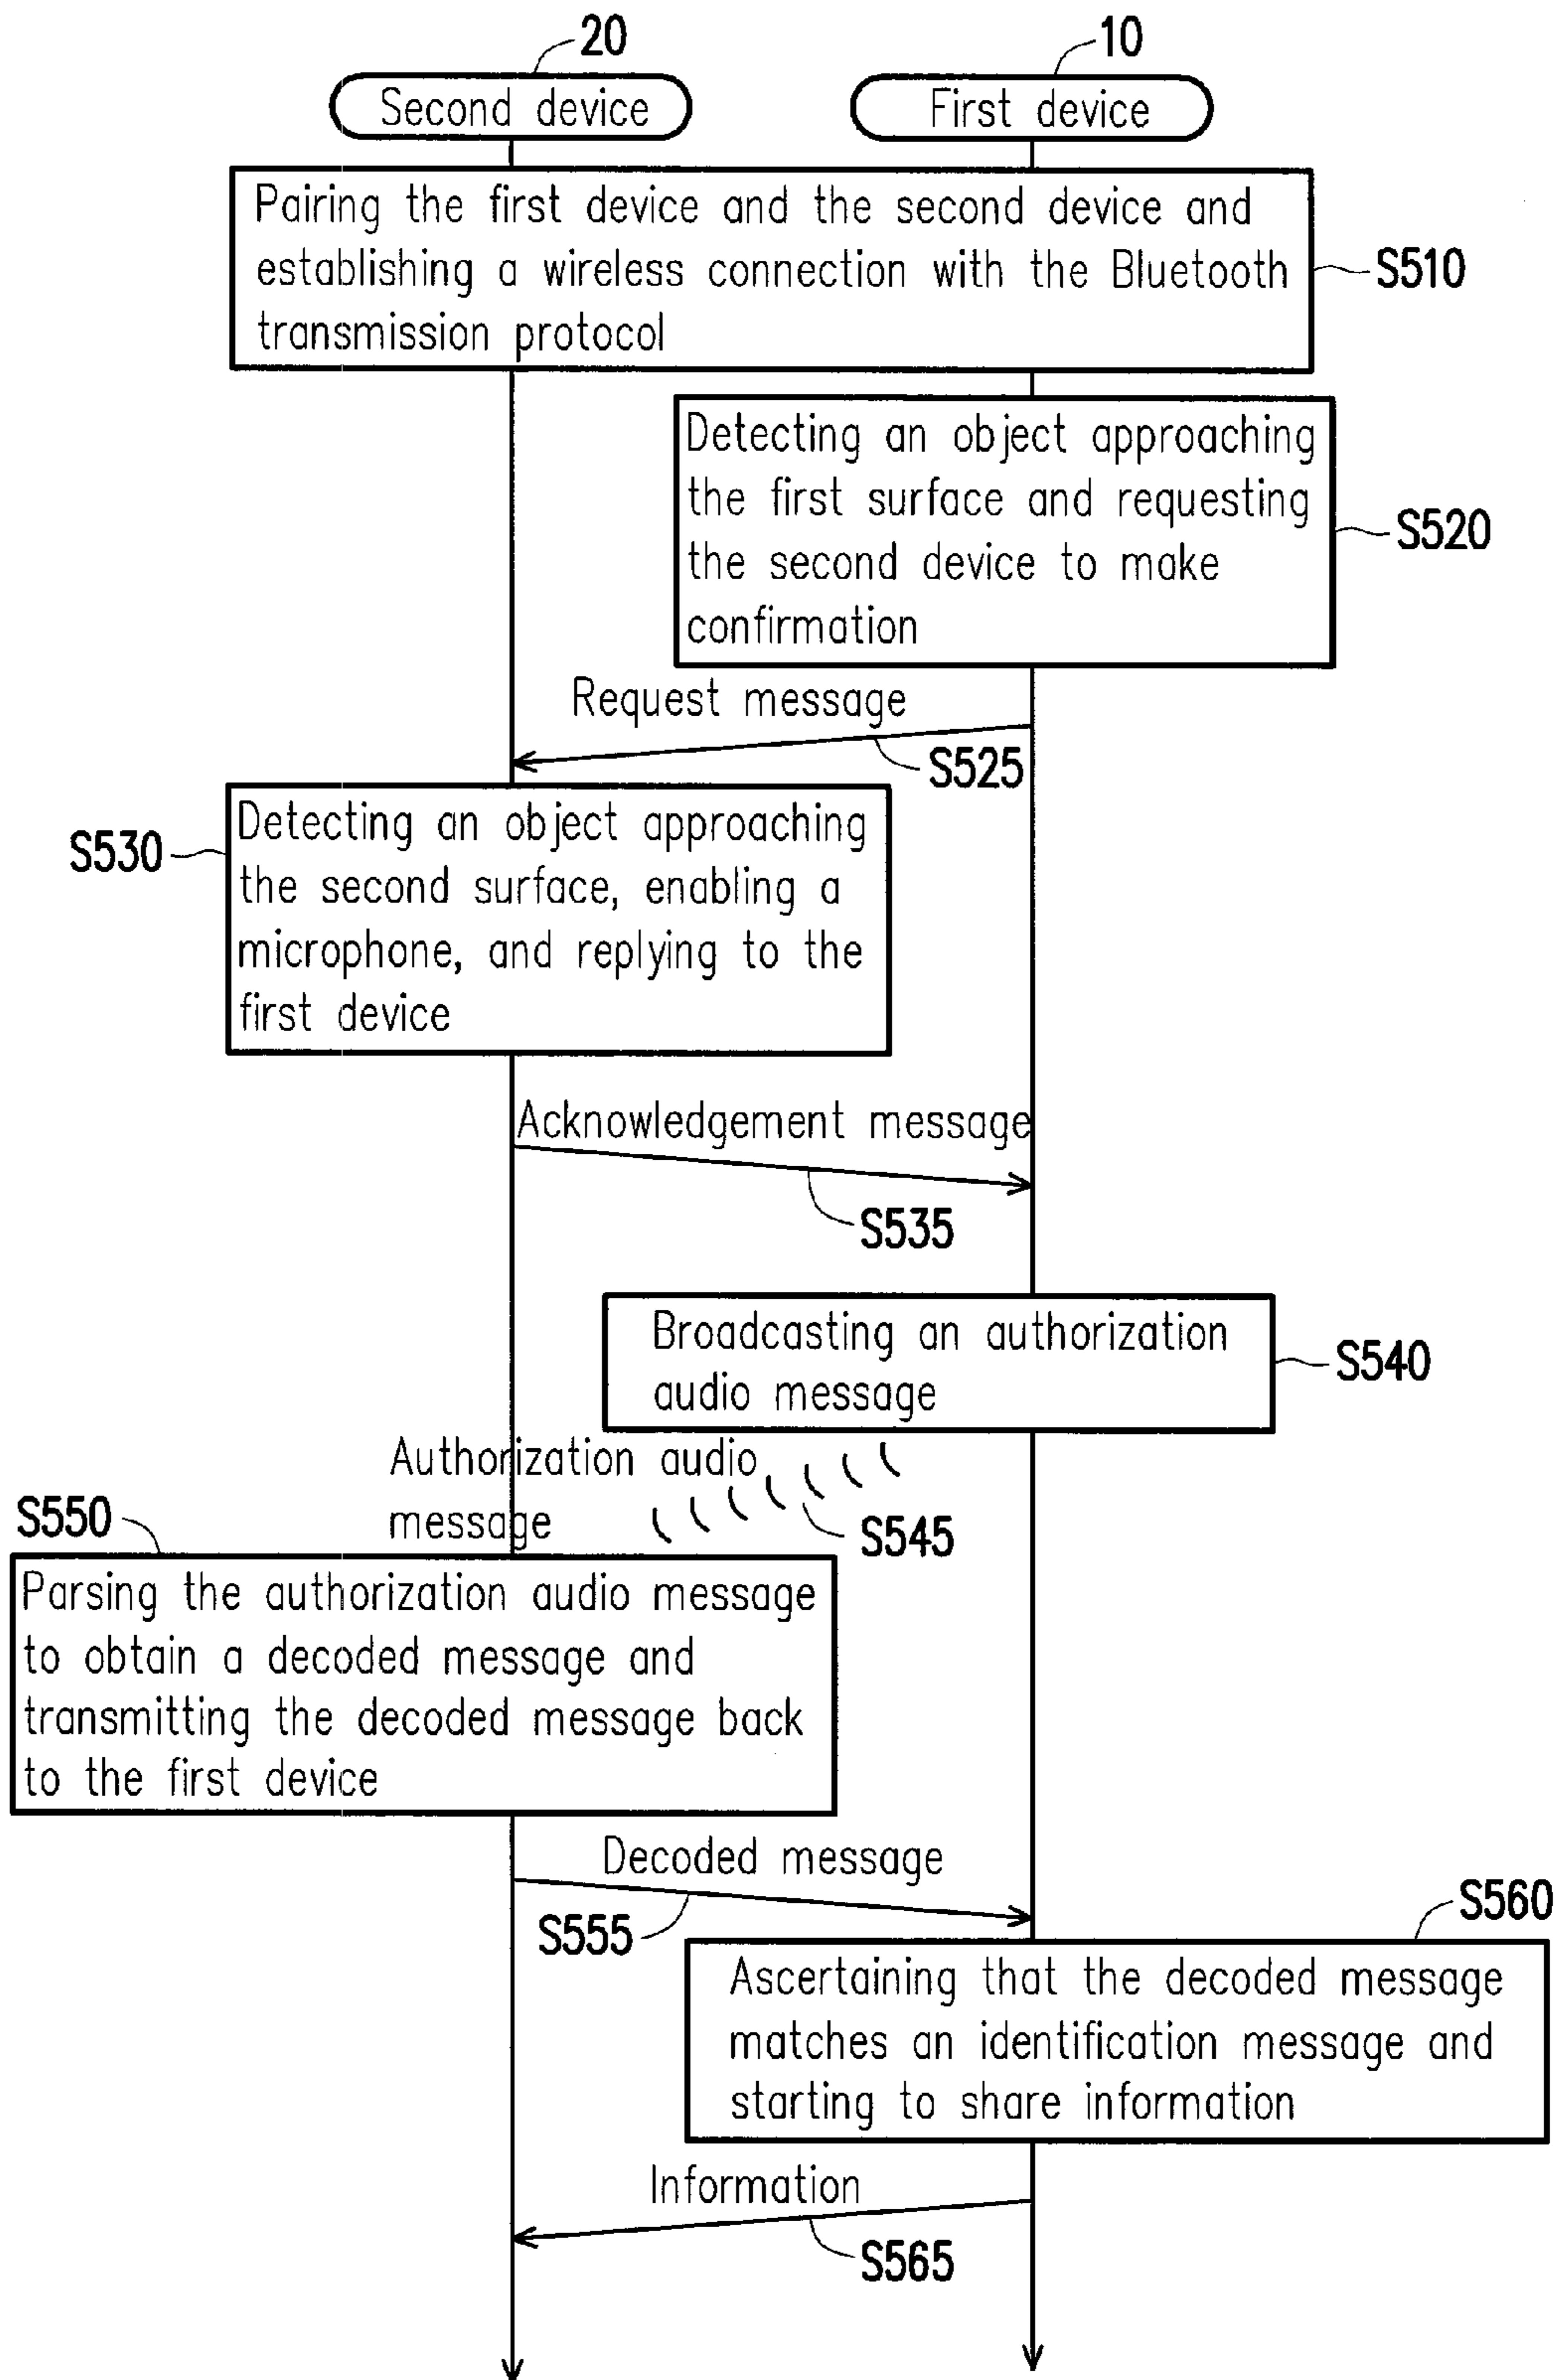 20
10
Second device
First device
Pairing the first device and the second device and
establishing a wireless connection with the Bluetooth
transmission protocol
S510
Detecting an object approaching
the first surface and requesting
the second device to make
confirmation
S520
Request message
S525
S530
Detecting an object approaching
the second surface, enabling a
microphone, and replying to the
first device
Acknowledgement message
S535
Broadcasting an authorization
audio message
S540
Authorization audio
message
S545
S550
Parsing the authorization audio message
to obtain a decoded message and
transmitting the decoded message back
to the first device
Decoded message
S555
S560
Ascertaining that the decoded message
matches an identification message and
starting to share information
Information
S565